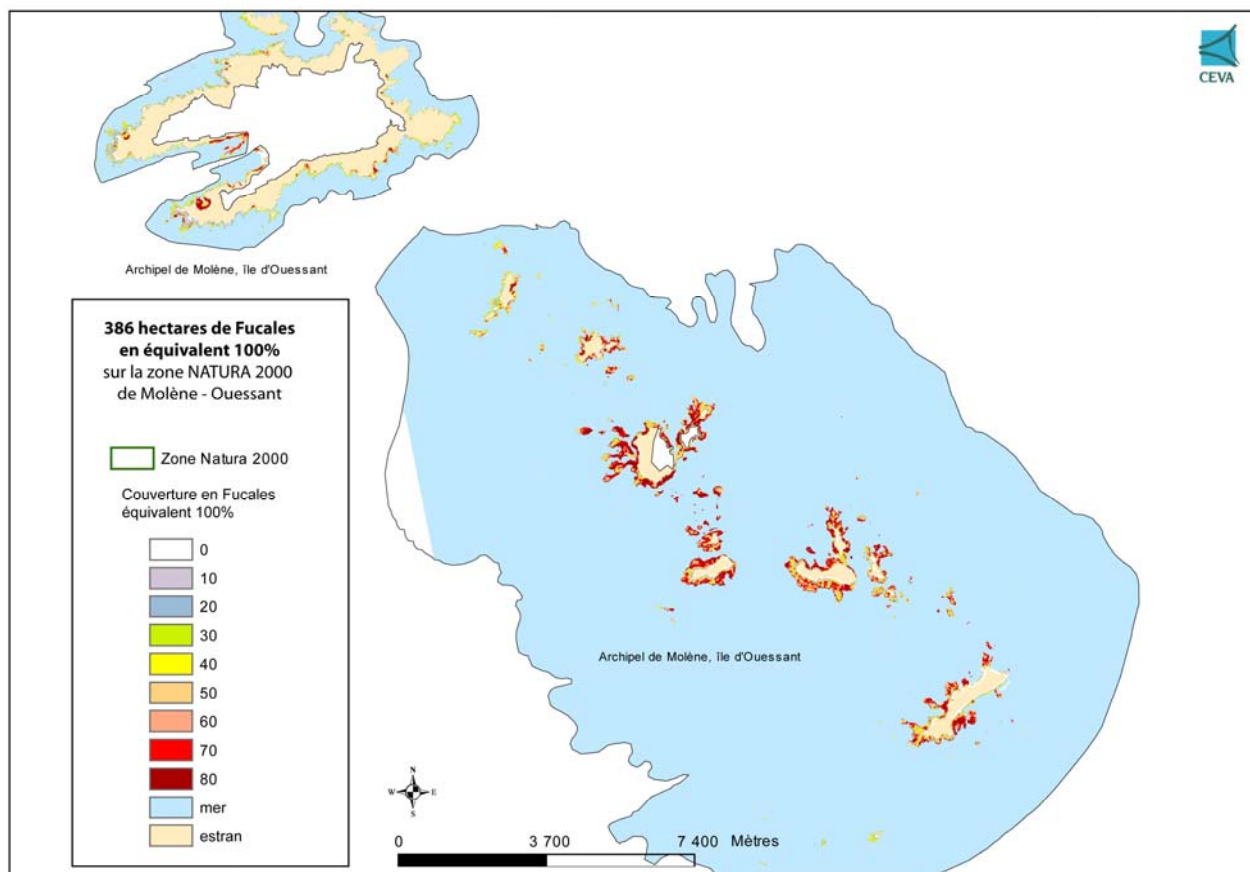 CEVA
Archipel de Molène, île d'Ouessant
386 hectares de Fucales
en équivalent 100%
sur la zone NATURA 2000
de Molène - Ouessant
Zone Natura 2000
Couverture en Fucales
équivalent 100%
0
10
20
30
40
50
60
70
80
mer
estran
Archipel de Molène, île d'Ouessant
N
W E
S
0 3 700 7 400 Mètres